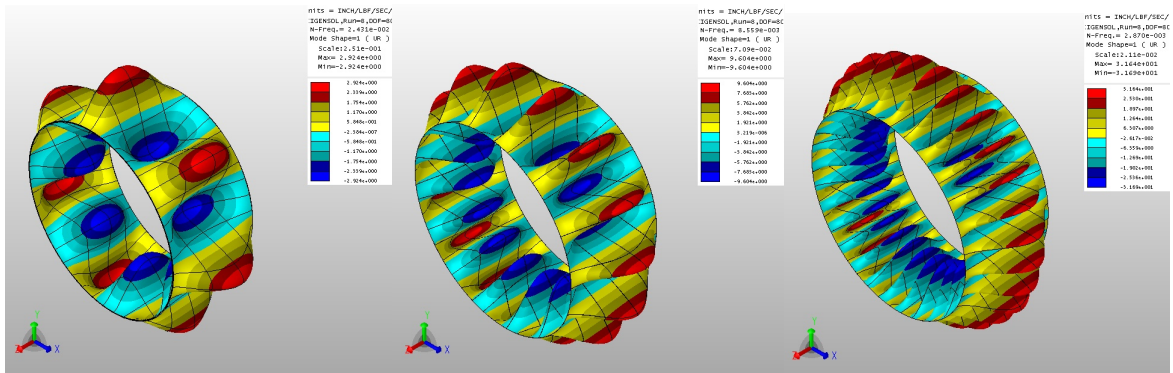 nits = INCH/LBF/SEC/
EIGENSOL,Run=8,DOF=80
N-Freq.= 2.431e-002
Mode Shape=1 ( UR )
Scale:2.51e-001
Max= 2.924e+000
Min=-2.924e+000
2.924e+000
2.339e+000
1.754e+000
1.170e+000
5.848e-001
-2.384e-007
-5.848e-001
-1.170e+000
-1.754e+000
-2.339e+000
-2.924e+000
Y
Z
X
nits = INCH/LBF/SEC/
EIGENSOL,Run=8,DOF=80
N-Freq.= 8.559e-003
Mode Shape=1 ( UR )
Scale:7.09e-002
Max= 9.604e+000
Min=-9.604e+000
9.604e+000
7.683e+000
5.762e+000
3.842e+000
1.921e+000
3.219e-006
-1.921e+000
-3.842e+000
-5.762e+000
-7.683e+000
-9.604e+000
Y
Z
X
nits = INCH/LBF/SEC/
EIGENSOL,Run=8,DOF=80
N-Freq.= 2.870e-003
Mode Shape=1 ( UR )
Scale:2.11e-002
Max= 3.164e+001
Min=-3.169e+001
3.164e+001
2.530e+001
1.897e+001
1.264e+001
6.307e+000
-2.617e-002
-6.359e+000
-1.269e+001
-1.902e+001
-2.536e+001
-3.169e+001
Y
Z
X